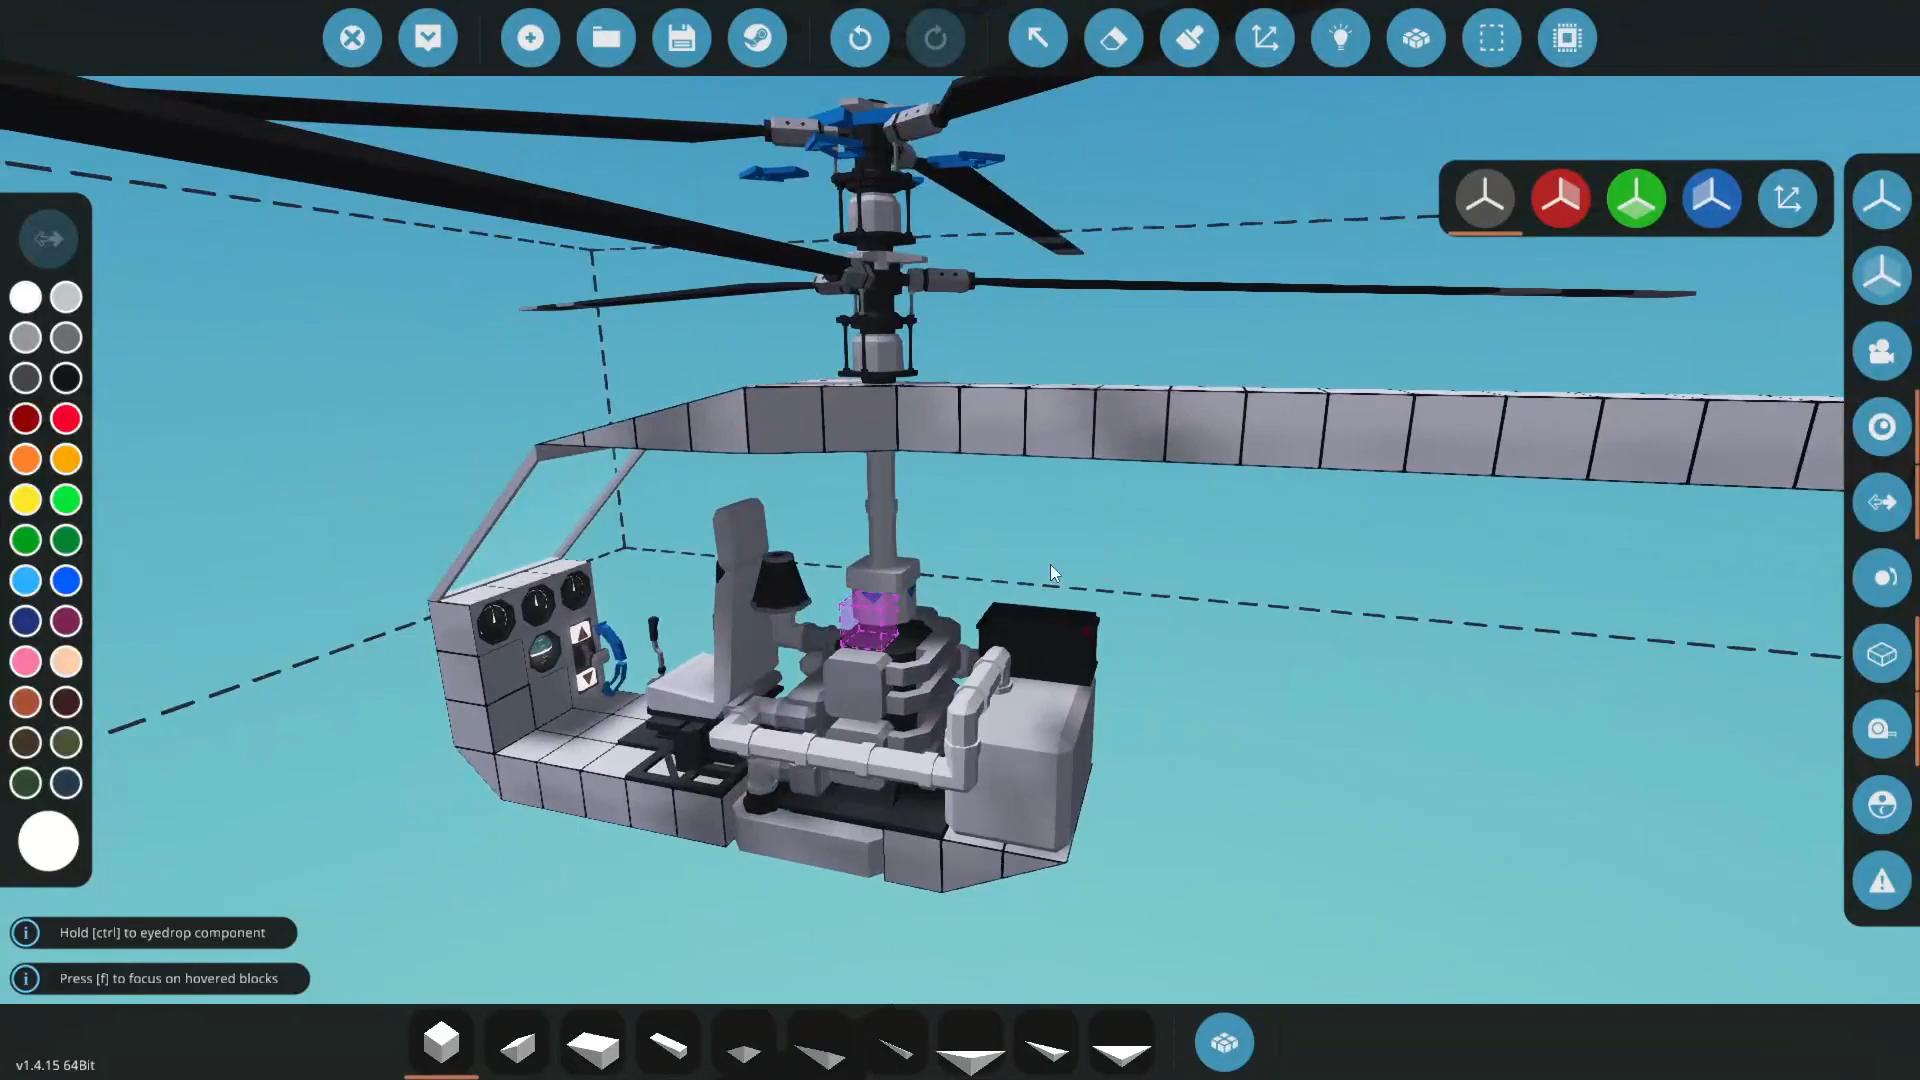 Hold [ctrl] to eyedrop component
Press [f] to focus on hovered blocks
v1.4.15 64Bit